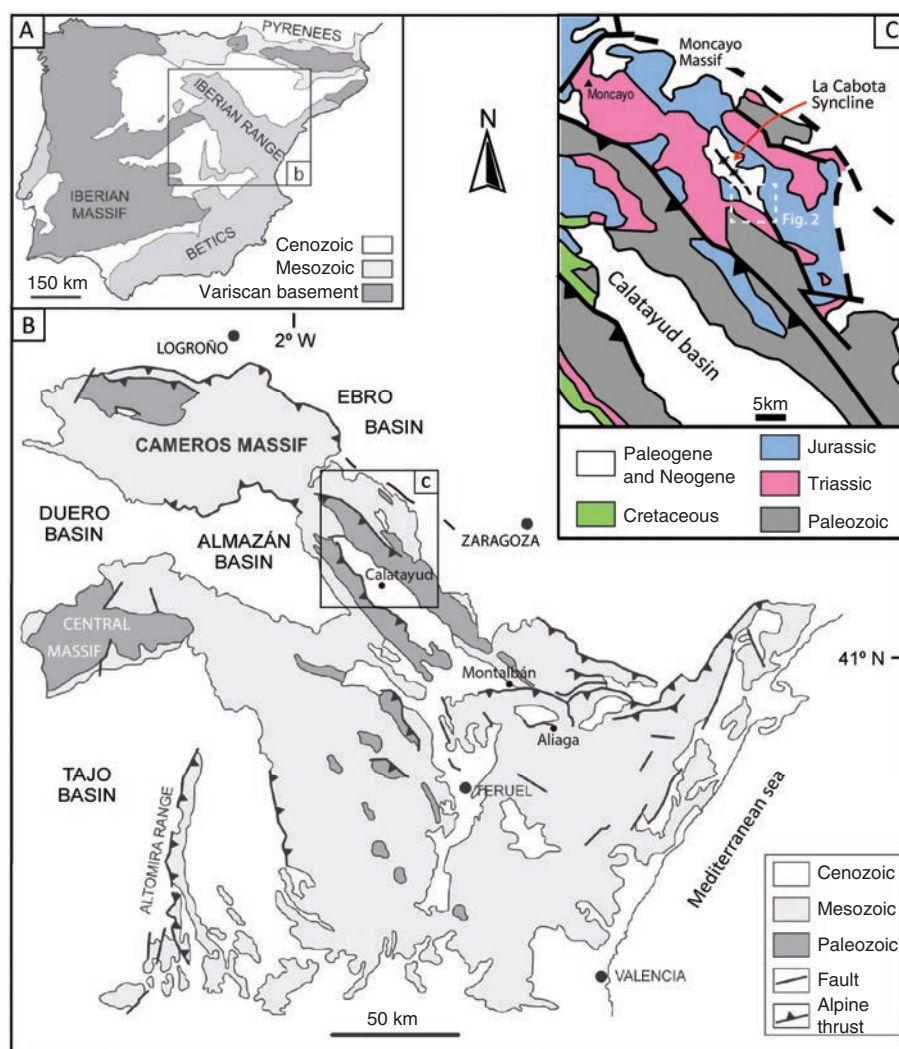 A
PYRENEES
IBERIAN RANGE
b
IBERIAN
MASSIF
BETICS
Cenozoic
Mesozoic
Variscan basement
150 km
N
C
Moncayo
Massif
La Cabota
Syncline
Moncayo
Fig. 2
Calatayud basin
5km
Paleogene
and Neogene
Cretaceous
Jurassic
Triassic
Paleozoic
B
2º W
LOGROÑO
EBRO
BASIN
CAMEROS MASSIF
c
DUERO
BASIN
ALMAZÁN
BASIN
ZARAGOZA
Calatayud
CENTRAL
MASSIF
41º N
Montalbán
Aliaga
TAJO
BASIN
TERUEL
ALTOMIRA RANGE
Mediterranean sea
VALENCIA
50 km
Cenozoic
Mesozoic
Paleozoic
Fault
Alpine
thrust